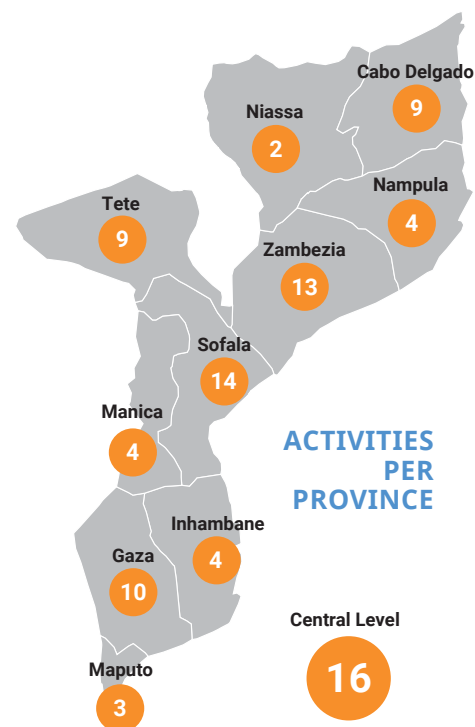 Cabo Delgado
9
Niassa
2
Nampula
4
Tete
9
Zambezia
13
Sofala
14
Manica
4
ACTIVITIES
PER
PROVINCE
Inhambane
4
Gaza
10
Central Level
16
Maputo
3